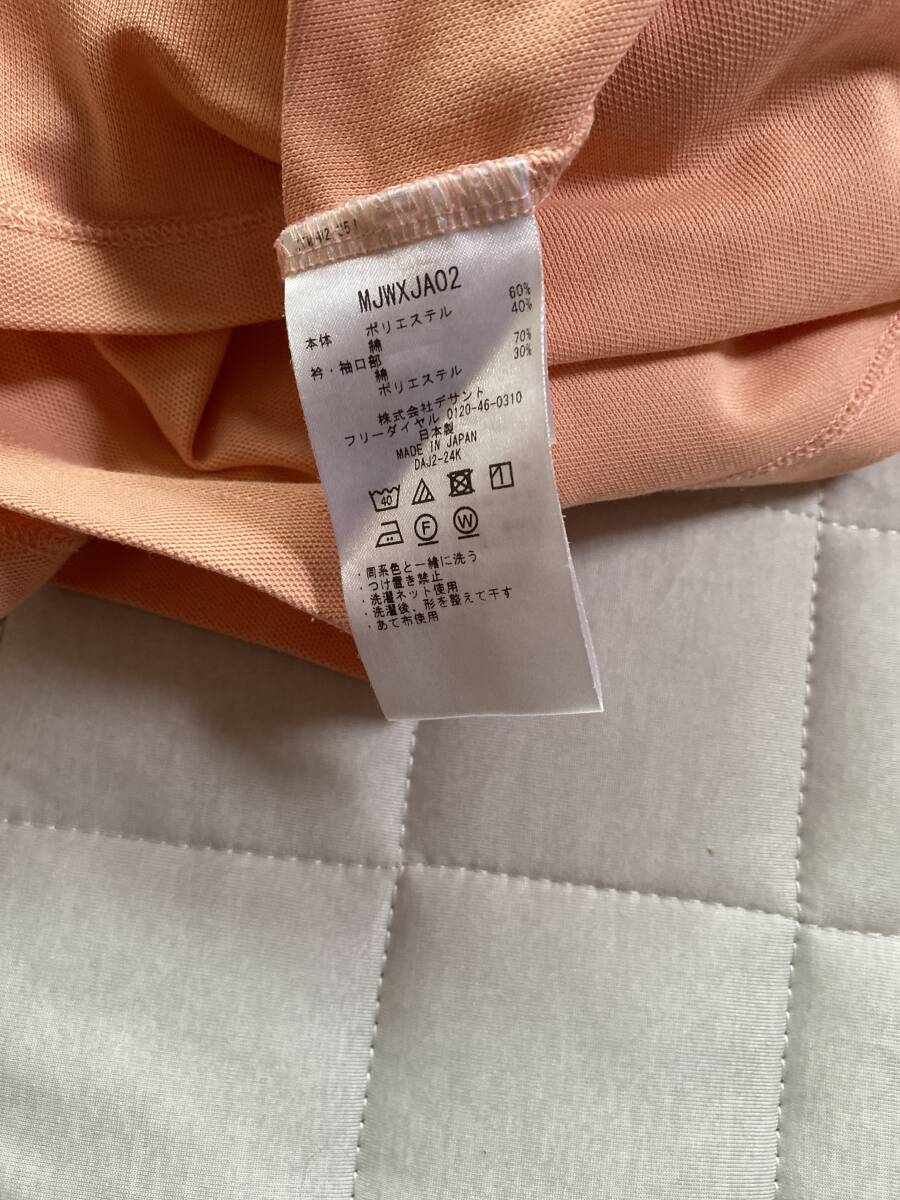 MJWXJA02
本体 ポリエステル 60%
綿 40%
衿・袖口部
綿 70%
ポリエステル 30%
株式会社デサント
フリーダイヤル 0120-46-0310
日本製
MADE IN JAPAN
DAJ2-24K
40
F W
・同系色と一緒に洗う
・つけ置き禁止
・洗濯ネット使用
・洗濯後、形を整えて干す
・あて布使用